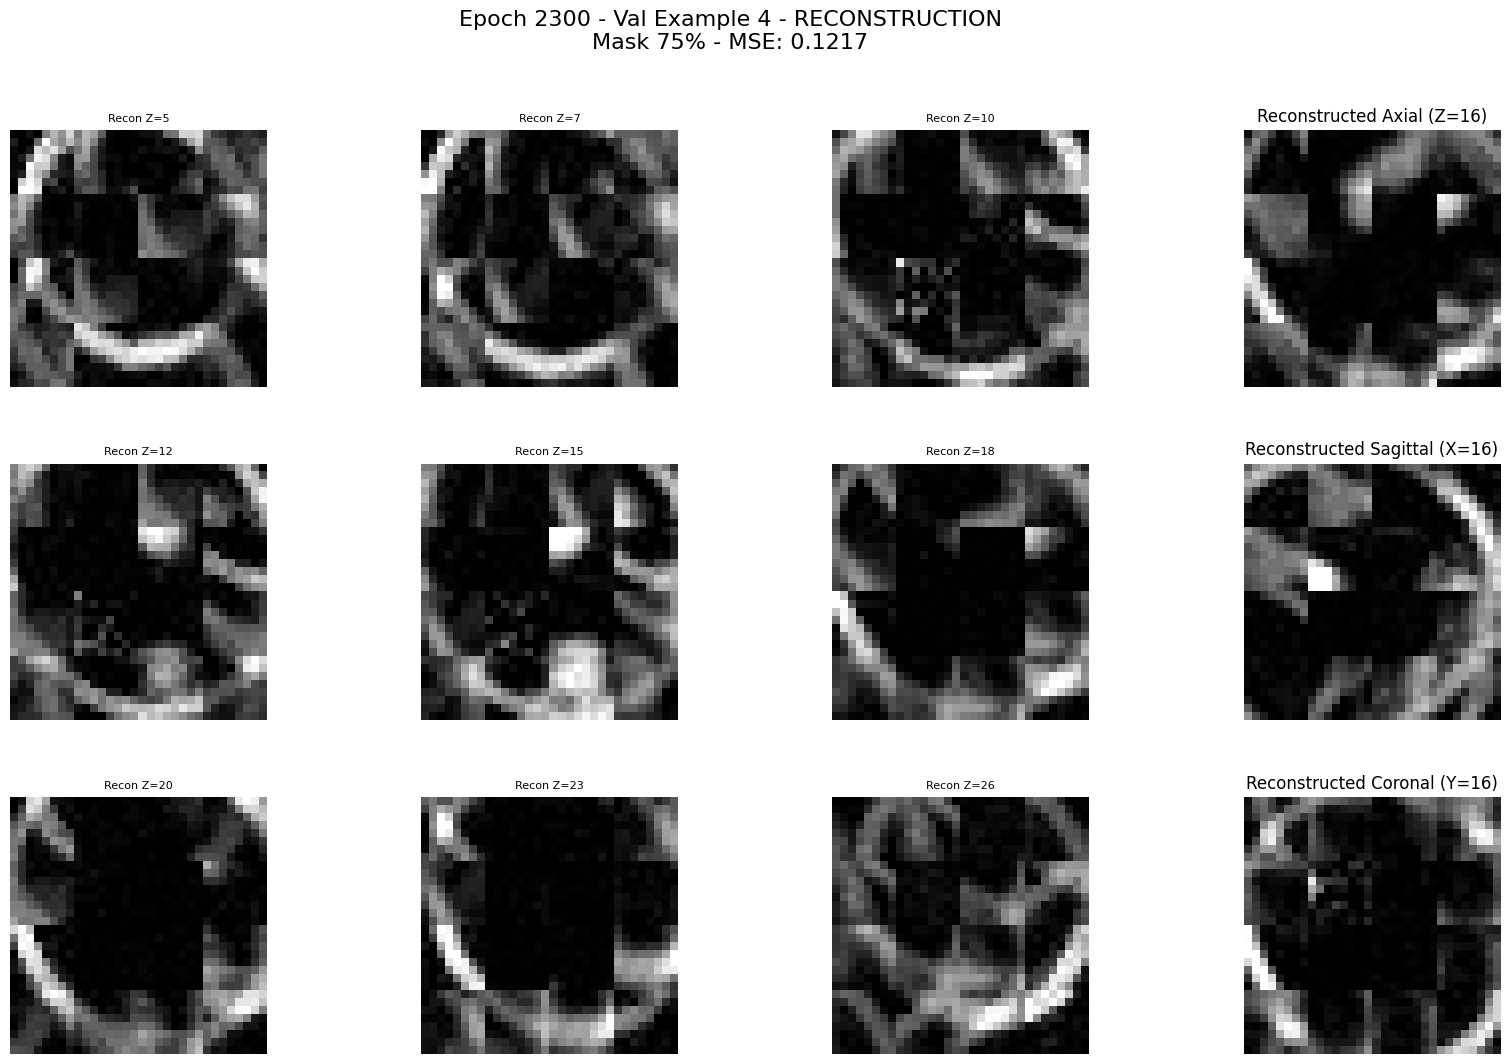 Epoch 2300 - Val Example 4 - RECONSTRUCTION
Mask 75% - MSE: 0.1217
Recon Z=5
Recon Z=7
Recon Z=10
Reconstructed Axial (Z=16)
Recon Z=12
Recon Z=15
Recon Z=18
Reconstructed Sagittal (X=16)
Recon Z=20
Recon Z=23
Recon Z=26
Reconstructed Coronal (Y=16)